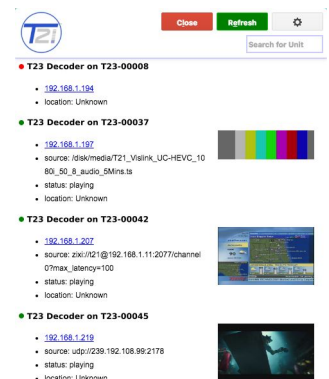 T2i
Close
Refresh
Search for Unit
T23 Decoder on T23-00008
192.168.1.194
location: Unknown
T23 Decoder on T23-00037
192.168.1.197
source: /disk/media/T21_Vislink_UC-HEVC_10
80i_50_8_audio_5Mins.ts
status: playing
location: Unknown
T23 Decoder on T23-00042
192.168.1.207
source: zixi://t21@192.168.1.11:2077/channel
0?max_latency=100
status: playing
location: Unknown
T23 Decoder on T23-00045
192.168.1.219
source: udp://239.192.108.99:2178
status: playing
location: Unknown